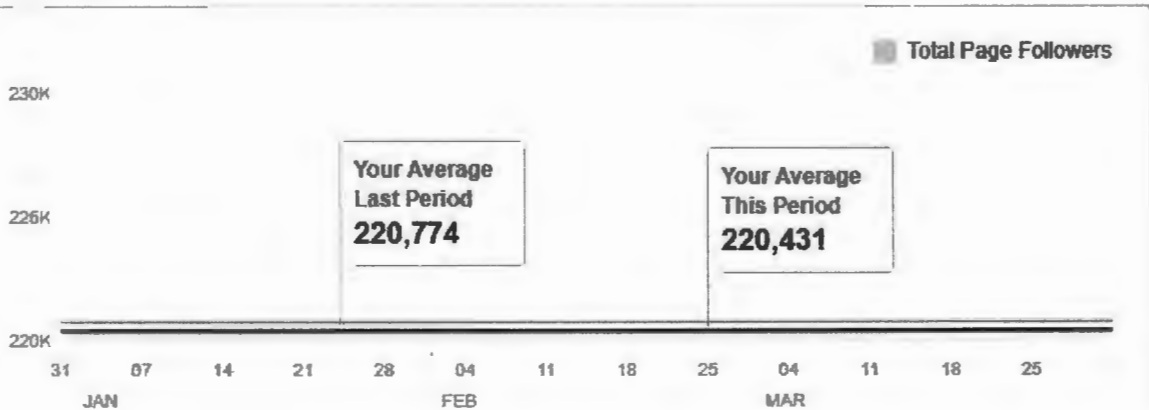 Total Page Followers
230K
Your Average
Last Period
220,774
Your Average
This Period
220,431
225K
220K
31 07 14 21 28 04 11 18 25 04 11 18 25
JAN FEB MAR